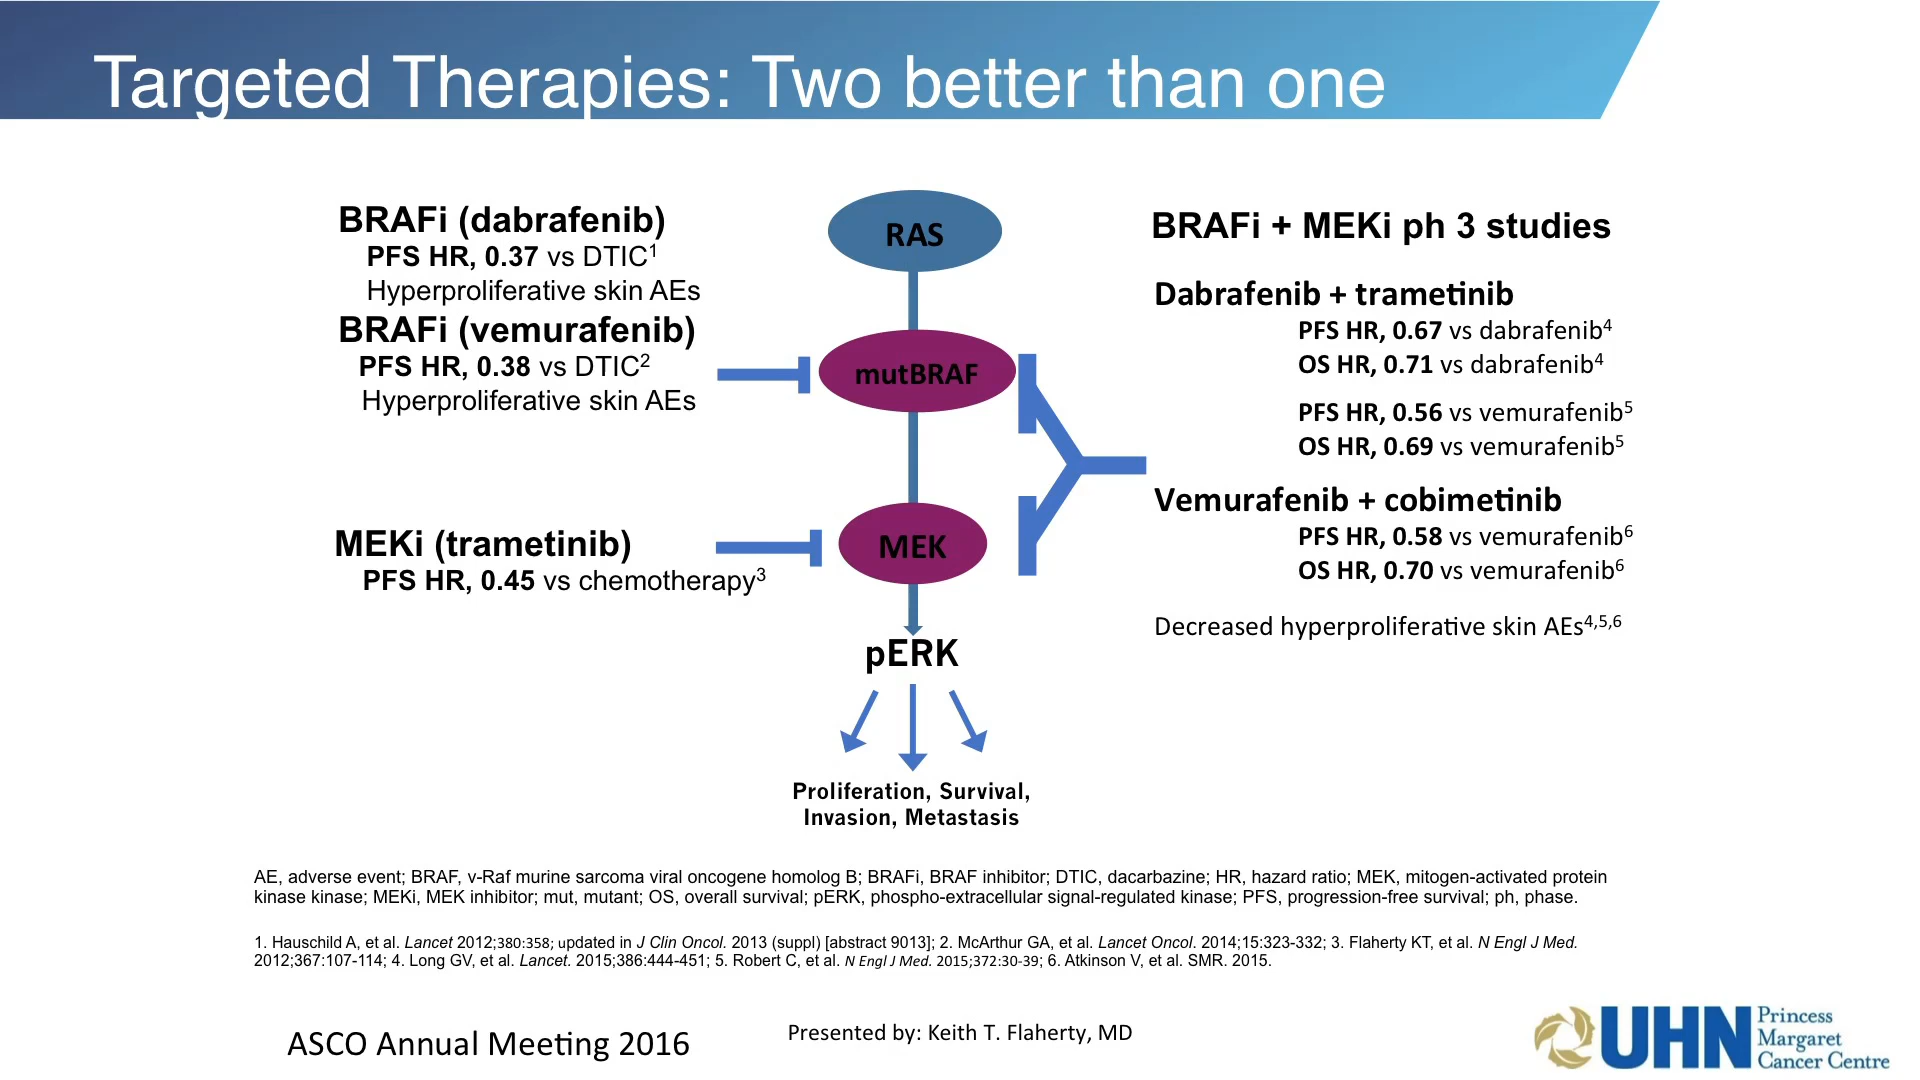 Targeted Therapies: Two better than one
BRAFi (dabrafenib)
PFS HR, 0.37 vs DTIC1
Hyperproliferative skin AEs
BRAFi (vemurafenib)
PFS HR, 0.38 vs DTIC2
Hyperproliferative skin AEs
MEKi (trametinib)
PFS HR, 0.45 vs chemotherapy3
RAS
mutBRAF
MEK
pERK
Proliferation, Survival,
Invasion, Metastasis
BRAFi + MEKi ph 3 studies
Dabrafenib + trametinib
PFS HR, 0.67 vs dabrafenib4
OS HR, 0.71 vs dabrafenib4
PFS HR, 0.56 vs vemurafenib5
OS HR, 0.69 vs vemurafenib5
Vemurafenib + cobimetinib
PFS HR, 0.58 vs vemurafenib6
OS HR, 0.70 vs vemurafenib6
Decreased hyperproliferative skin AEs4,5,6
AE, adverse event; BRAF, v-Raf murine sarcoma viral oncogene homolog B; BRAFi, BRAF inhibitor; DTIC, dacarbazine; HR, hazard ratio; MEK, mitogen-activated protein
kinase kinase; MEKi, MEK inhibitor; mut, mutant; OS, overall survival; pERK, phospho-extracellular signal-regulated kinase; PFS, progression-free survival; ph, phase.
1. Hauschild A, et al. Lancet 2012;380:358; updated in J Clin Oncol. 2013 (suppl) [abstract 9013]; 2. McArthur GA, et al. Lancet Oncol. 2014;15:323-332; 3. Flaherty KT, et al. N Engl J Med.
2012;367:107-114; 4. Long GV, et al. Lancet. 2015;386:444-451; 5. Robert C, et al. N Engl J Med. 2015;372:30-39; 6. Atkinson V, et al. SMR. 2015.
ASCO Annual Meeting 2016
Presented by: Keith T. Flaherty, MD
UHN
Princess
Margaret
Cancer Centre